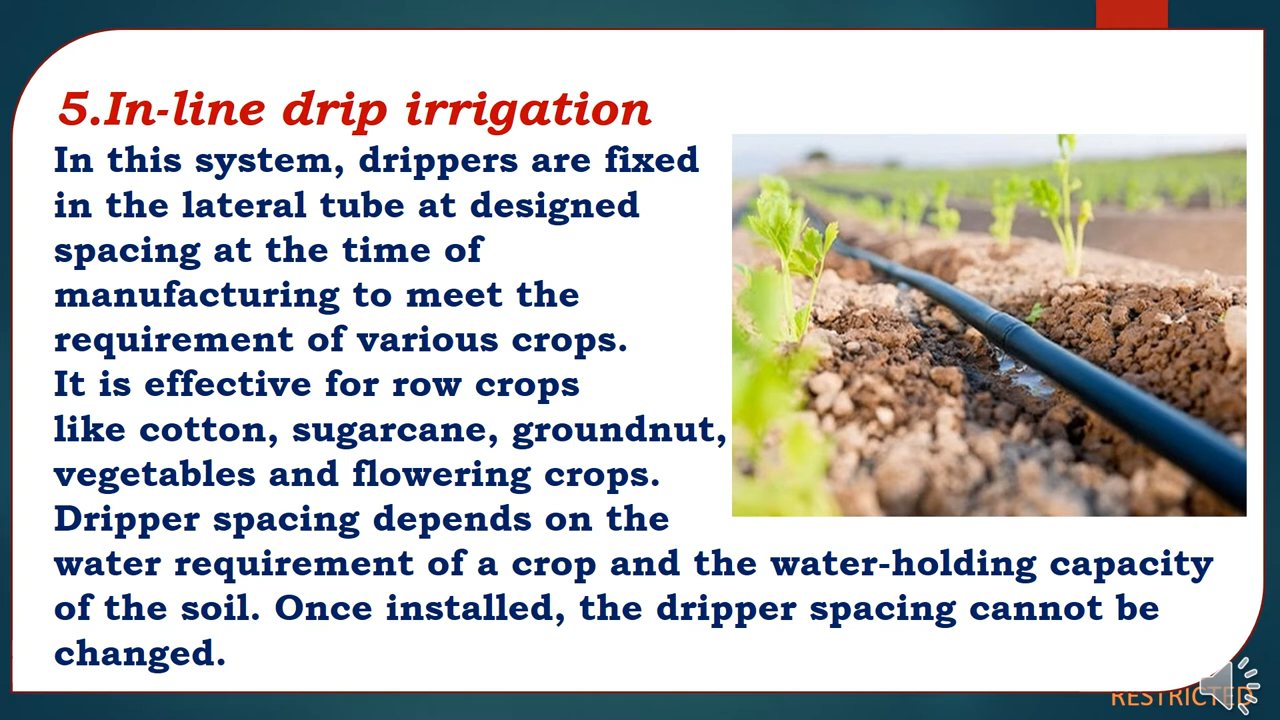 5.In-line drip irrigation
In this system, drippers are fixed
in the lateral tube at designed
spacing at the time of
manufacturing to meet the
requirement of various crops.
It is effective for row crops
like cotton, sugarcane, groundnut,
vegetables and flowering crops.
Dripper spacing depends on the
water requirement of a crop and the water-holding capacity
of the soil. Once installed, the dripper spacing cannot be
changed.
RESTRICTED